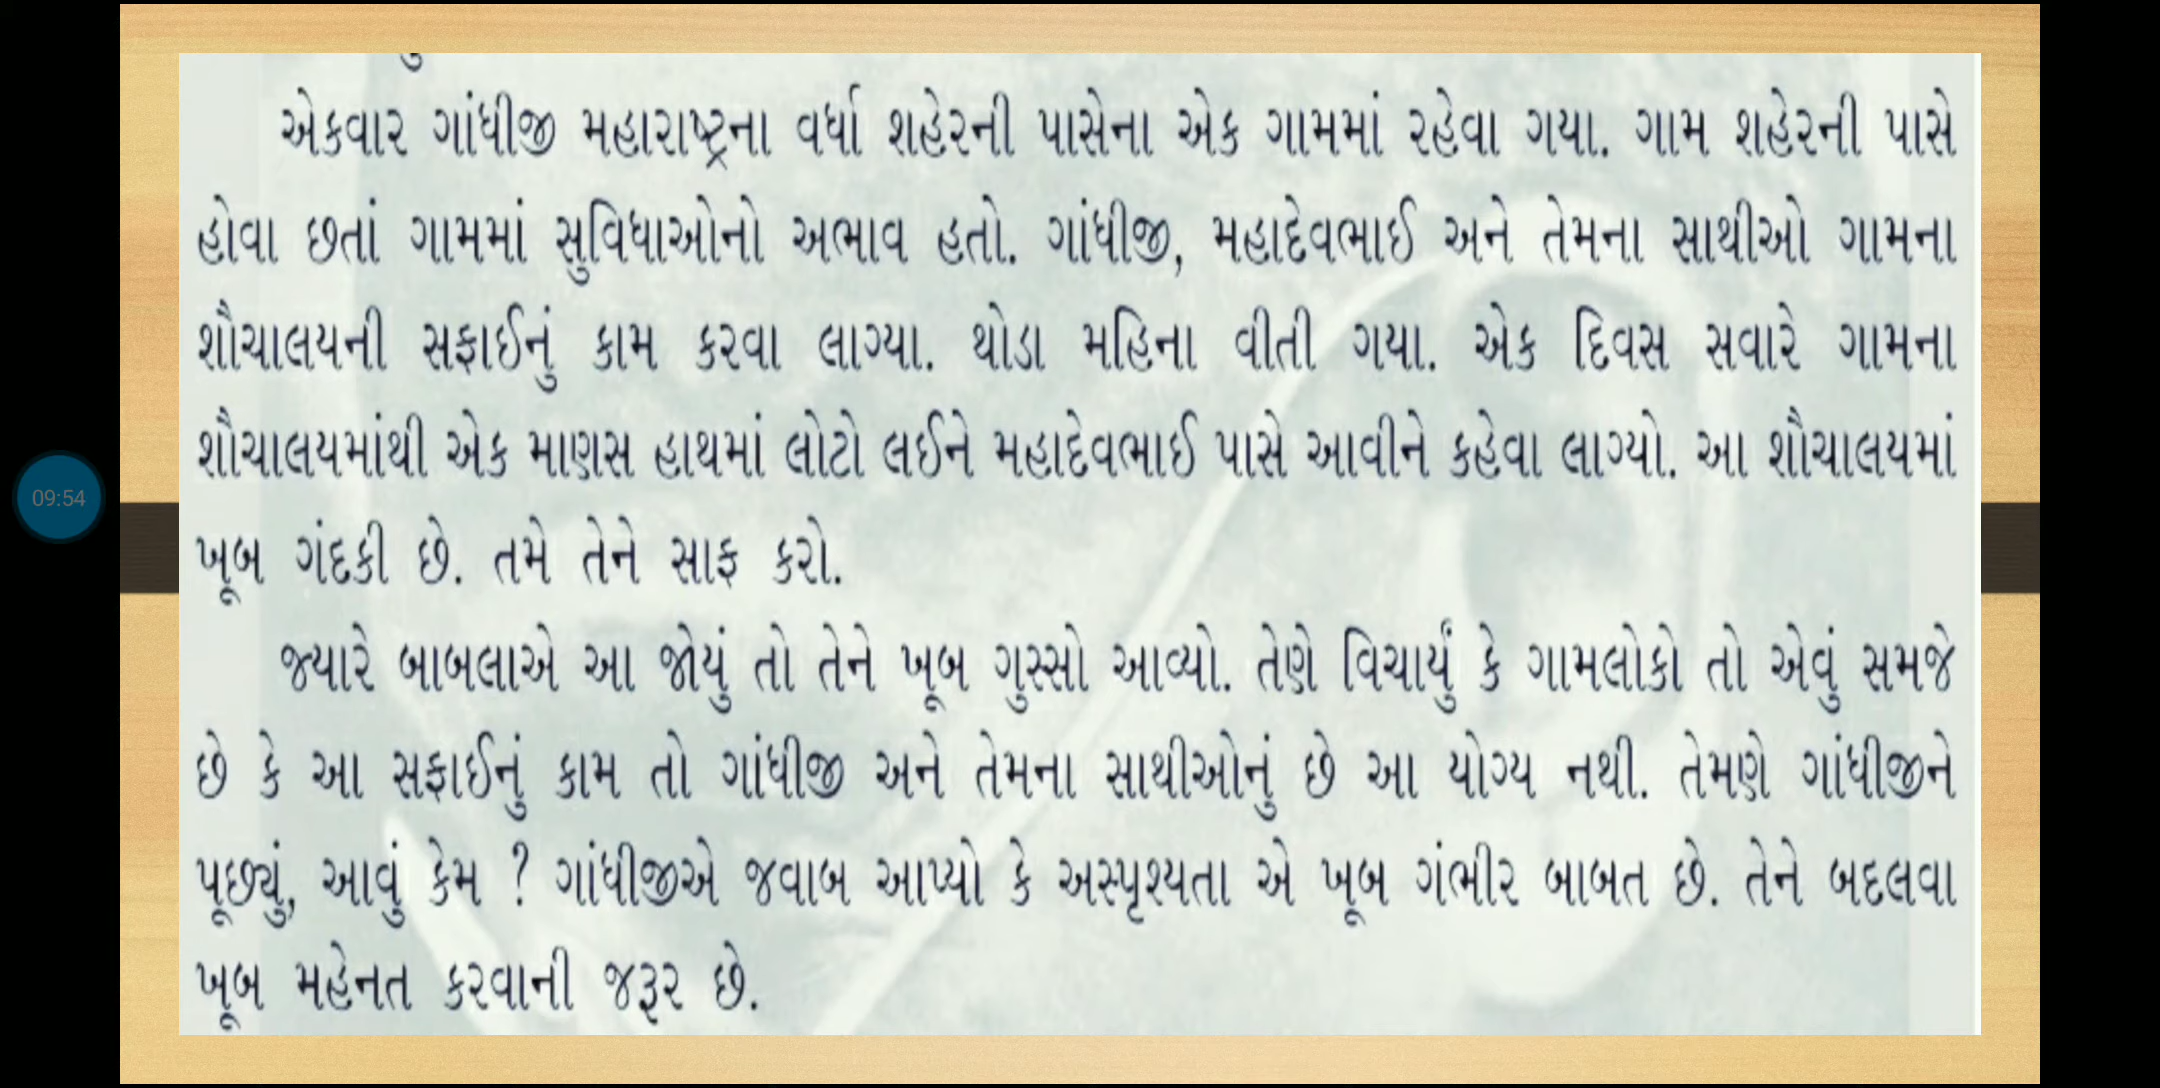 એકવાર ગાંધીજી મહારાષ્ટ્રના વર્ધા શહેરની પાસેના એક ગામમાં રહેવા ગયા. ગામ શહેરની પાસે
હોવા છતાં ગામમાં સુવિધાઓનો અભાવ હતો. ગાંધીજી, મહાદેવભાઈ અને તેમના સાથીઓ ગામના
શૌચાલયની સફાઈનું કામ કરવા લાગ્યા. થોડા મહિના વીતી ગયા. એક દિવસ સવારે ગામના
શૌચાલયમાંથી એક માણસ હાથમાં લોટો લઈને મહાદેવભાઈ પાસે આવીને કહેવા લાગ્યો. આ શૌચાલયમાં
09:54
ખૂબ ગંદકી છે. તમે તેને સાફ કરો.
જ્યારે બાબલાએ આ જોયું તો તેને ખૂબ ગુસ્સો આવ્યો. તેણે વિચાર્યું કે ગામલોકો તો એવું સમજે
છે કે આ સફાઈનું કામ તો ગાંધીજી અને તેમના સાથીઓનું છે આ યોગ્ય નથી. તેમણે ગાંધીજીને
પૂછ્યું, આવું કેમ ? ગાંધીજીએ જવાબ આપ્યો કે અસ્પૃશ્યતા એ ખૂબ ગંભીર બાબત છે. તેને બદલવા
ખૂબ મહેનત કરવાની જરૂર છે.